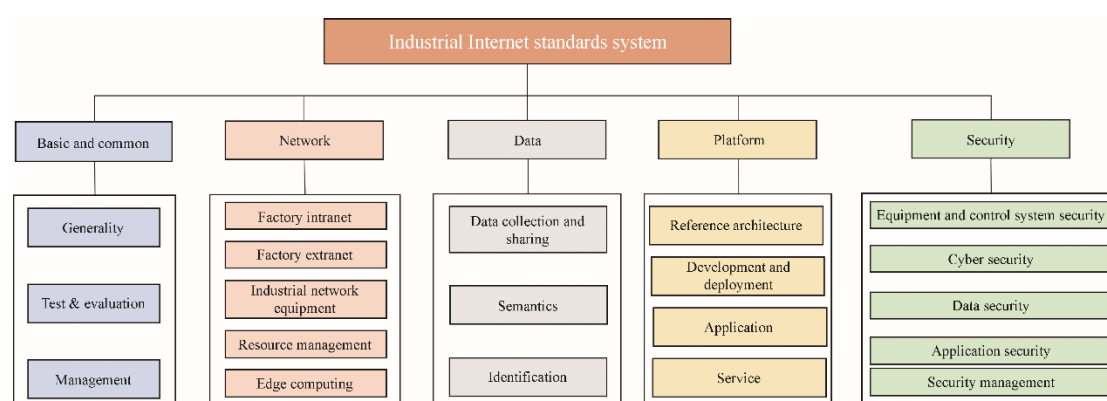 Industrial Internet standards system
Basic and common
Network
Data
Platform
Security
Generality
Test & evaluation
Management
Factory intranet
Factory extranet
Industrial network
equipment
Resource management
Edge computing
Data collection and
sharing
Semantics
Identification
Reference architecture
Development and
deployment
Application
Service
Equipment and control system security
Cyber security
Data security
Application security
Security management